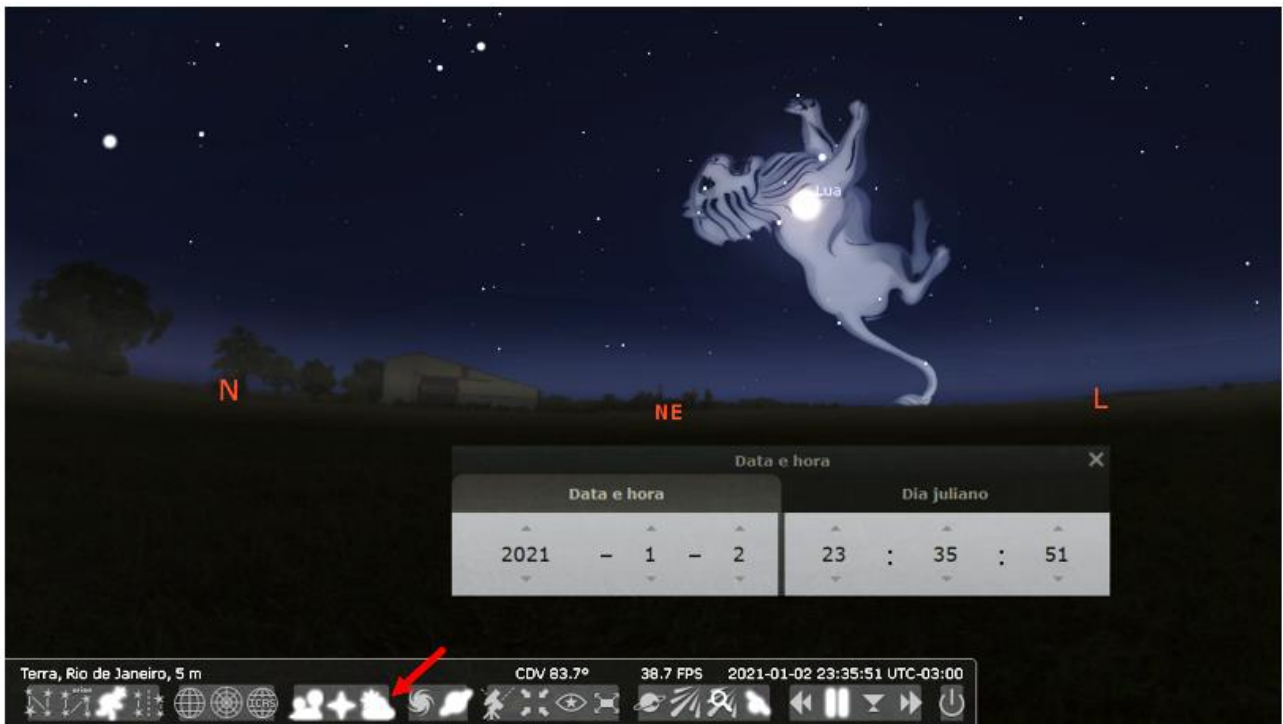 Lua
N
NE
L
Data e hora ×
Data e hora Dia juliano
2021 – 1 – 2 23 : 35 : 51
Terra, Rio de Janeiro, 5 m CDV 83.7° 38.7 FPS 2021-01-02 23:35:51 UTC-03:00
ICRS